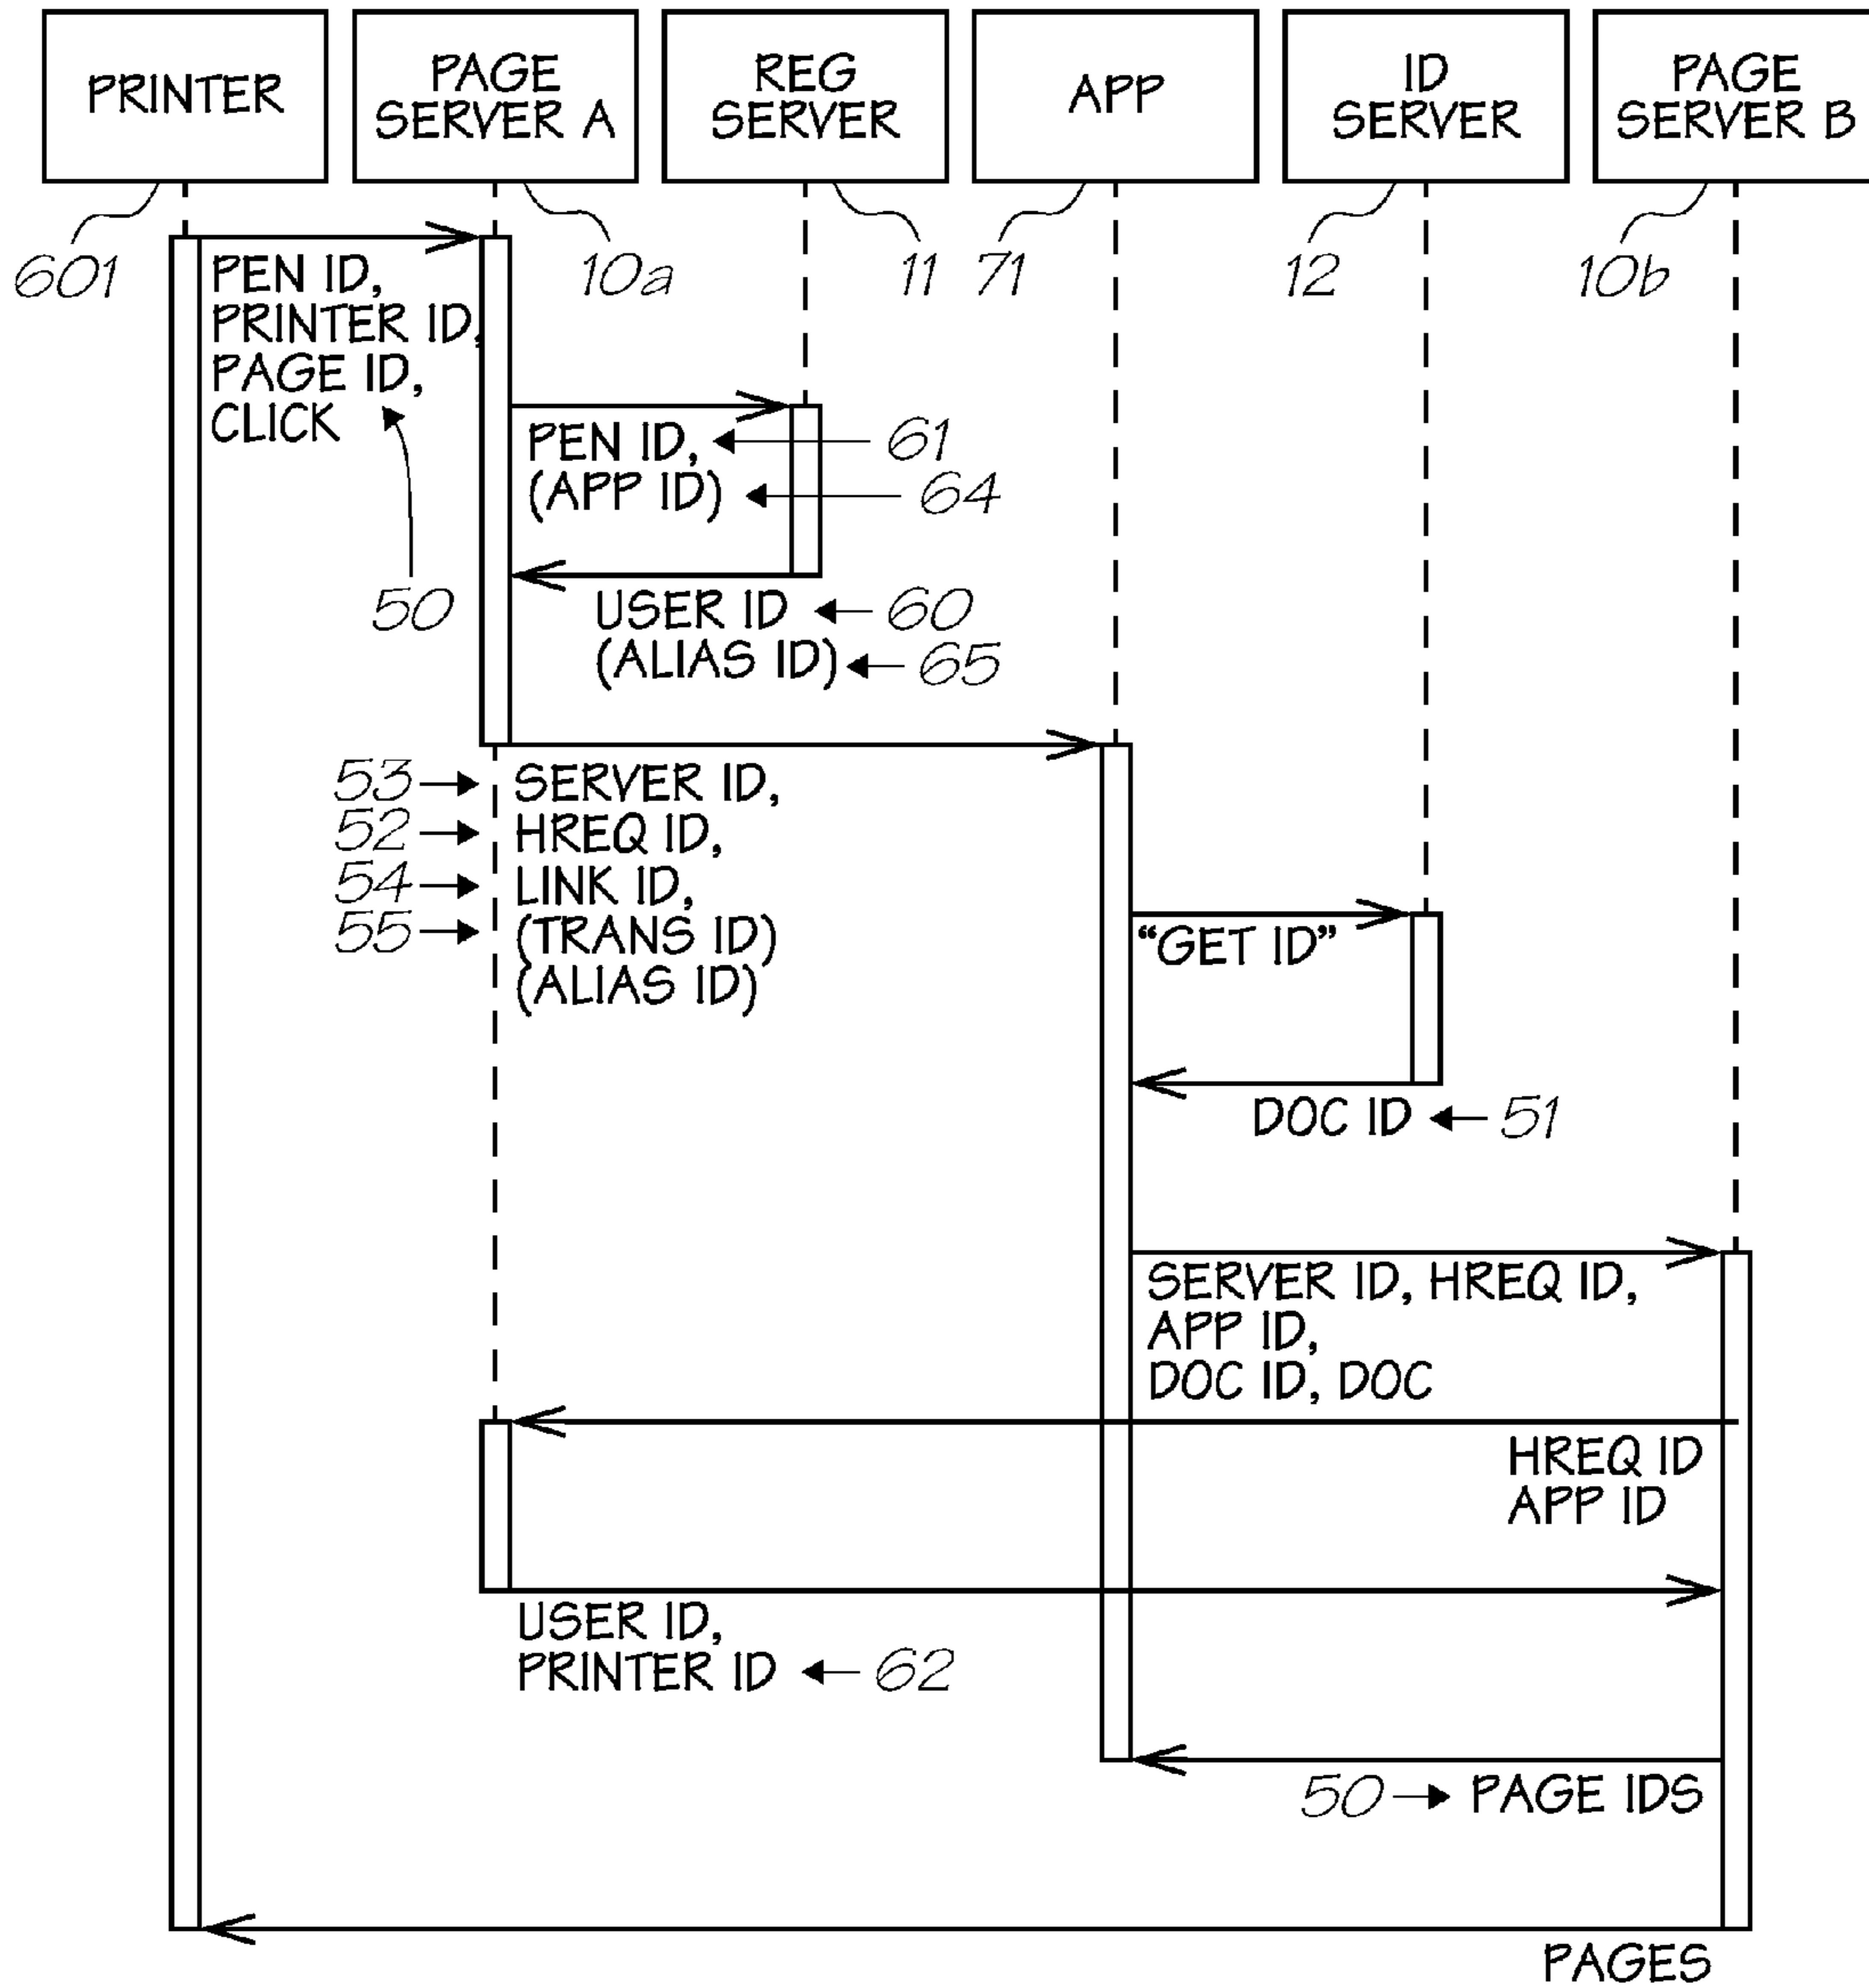 PRINTER
PAGE
SERVER A
REG
SERVER
APP
ID
SERVER
PAGE
SERVER B
601
10a
11
71
12
10b
PEN ID,
PRINTER ID,
PAGE ID,
CLICK
50
PEN ID,
(APP ID)
61
64
USER ID
(ALIAS ID)
60
65
53
52
54
55
SERVER ID,
HREQ ID,
LINK ID,
(TRANS ID)
(ALIAS ID)
“GET ID”
DOC ID
51
SERVER ID, HREQ ID,
APP ID,
DOC ID, DOC
HREQ ID
APP ID
USER ID,
PRINTER ID
62
50
PAGE IDS
PAGES